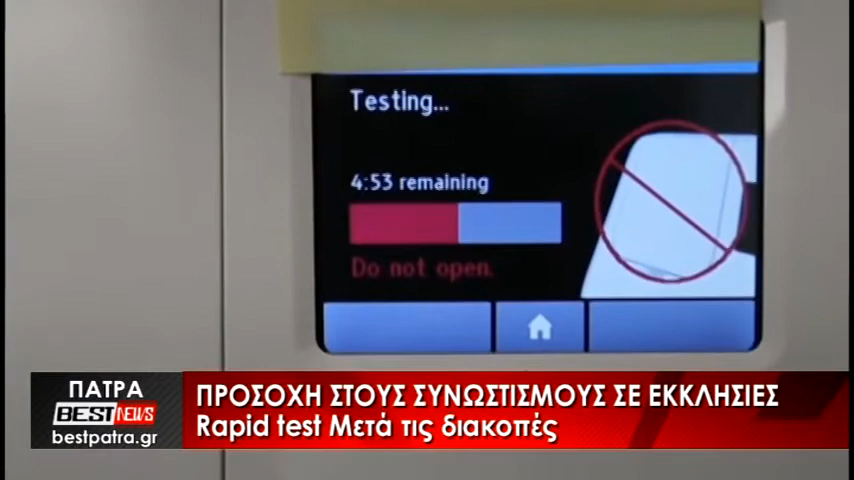 Testing...
4:53 remaining
Do not open.
ΠΑΤΡΑ
BEST NEWS
bestpatra.gr
ΠΡΟΣΟΧΗ ΣΤΟΥΣ ΣΥΝΩΣΤΙΣΜΟΥΣ ΣΕ ΕΚΚΛΗΣΙΕΣ
Rapid test Μετά τις διακοπές